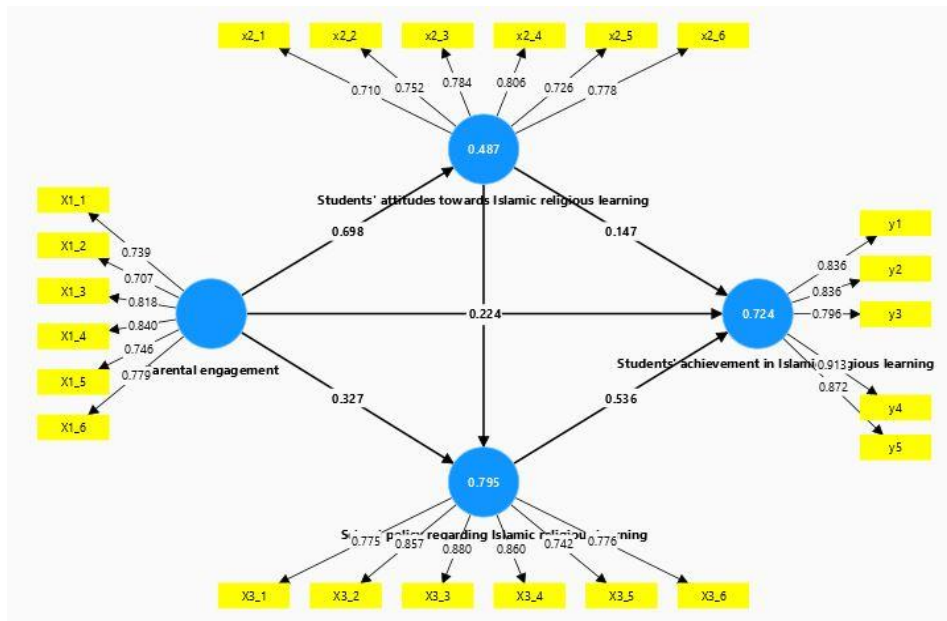 x2_1 x2_2 x2_3 x2_4 x2_5 x2_6
0.710 0.752 0.784 0.806 0.726 0.778
0.487
Students' attitudes towards Islamic religious learning
X1_1
X1_2
X1_3
X1_4
X1_5
X1_6
0.739
0.707
0.818
0.840
0.746
0.779
arental engagement
0.698
0.147
0.224
0.327
0.536
0.724
Students' achievement in Islami gious learning
y1
y2
y3
y4
y5
0.836
0.836
0.796
0.913
0.872
0.795
policy regarding Islamic religiou ning
0.775 0.857 0.880 0.860 0.742 0.776
X3_1 X3_2 X3_3 X3_4 X3_5 X3_6